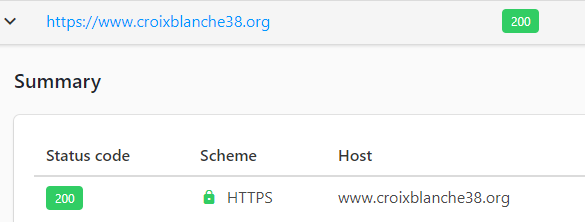 https://www.croixblanche38.org 200
Summary
Status code Scheme Host
200 HTTPS www.croixblanche38.org